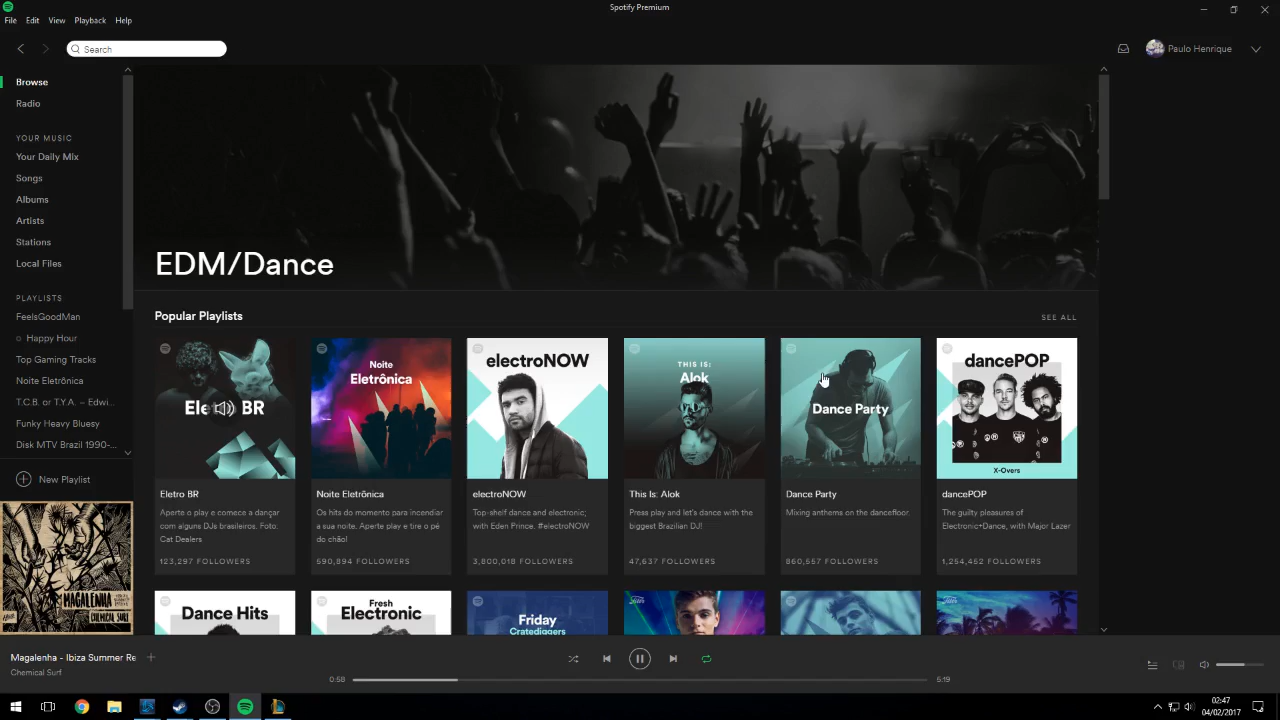 Spotify Premium
File Edit View Playback Help
Search
Paulo Henrique
Browse
Radio
YOUR MUSIC
Your Daily Mix
Songs
Albums
Artists
Stations
Local Files
PLAYLISTS
FeelsGoodMan
Happy Hour
Top Gaming Tracks
Noite Eletrônica
T.C.B. or T.Y.A. – Edwi...
Funky Heavy Bluesy
Disk MTV Brazil 1990-...
New Playlist
MAGALENHA
CHEMICAL SURF
EDM/Dance
Popular Playlists
SEE ALL
Eletro BR
Eletro BR
Aperte o play e começe a dançar
com alguns DJs brasileiros. Foto:
Cat Dealers
123,297 FOLLOWERS
Noite
Eletrônica
Noite Eletrônica
Os hits do momento para incendiar
a sua noite. Aperte play e tire o pé
do chão!
590,894 FOLLOWERS
electroNOW
electroNOW
Top-shelf dance and electronic;
with Eden Prince. #electroNOW
3,800,018 FOLLOWERS
THIS IS:
Alok
This Is: Alok
Press play and let's dance with the
biggest Brazilian DJ!
47,637 FOLLOWERS
Dance Party
Dance Party
Mixing anthems on the dancefloor.
860,557 FOLLOWERS
dancePOP
X-Overs
dancePOP
The guilty pleasures of
Electronic+Dance, with Major Lazer
1,254,452 FOLLOWERS
Dance Hits
Fresh
Electronic
Friday
Cratediggers
Magalenha - Ibiza Summer Re
Chemical Surf
0:58
5:19
02:47
04/02/2017